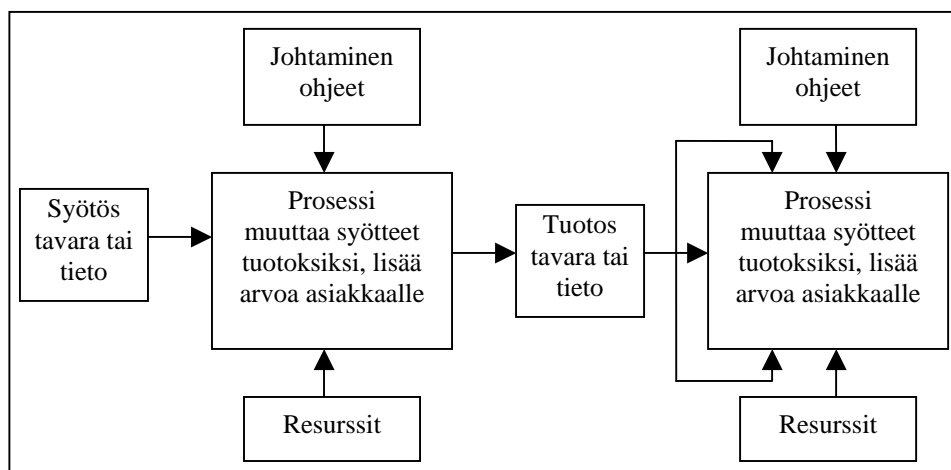 Johtaminen
ohjeet
Johtaminen
ohjeet
Syötös
tavara tai
tieto
Prosessi
muuttaa syötteet
tuotoksiksi, lisää
arvoa asiakkaalle
Tuotos
tavara tai
tieto
Prosessi
muuttaa syötteet
tuotoksiksi, lisää
arvoa asiakkaalle
Resurssit
Resurssit